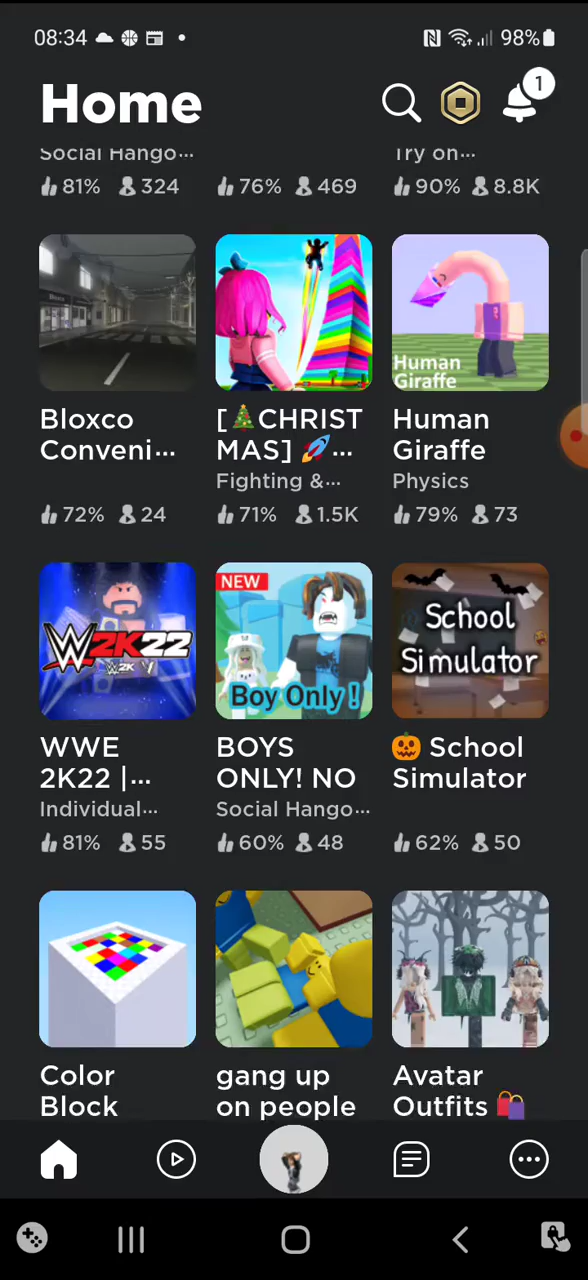 08:34
98%
Home
1
Social Hango...
Try on...
81% 324
76% 469
90% 8.8K
Human
Giraffe
Bloxco
Conveni...
72% 24
[🎄CHRIST
MAS] 🚀...
Fighting &...
71% 1.5K
Human
Giraffe
Physics
79% 73
W2K22
2K
NEW
Boy Only !
School
Simulator
WWE
2K22 |...
Individual...
81% 55
BOYS
ONLY! NO
Social Hango...
60% 48
🎃 School
Simulator
62% 50
Color
Block
gang up
on people
Avatar
Outfits 🛍️